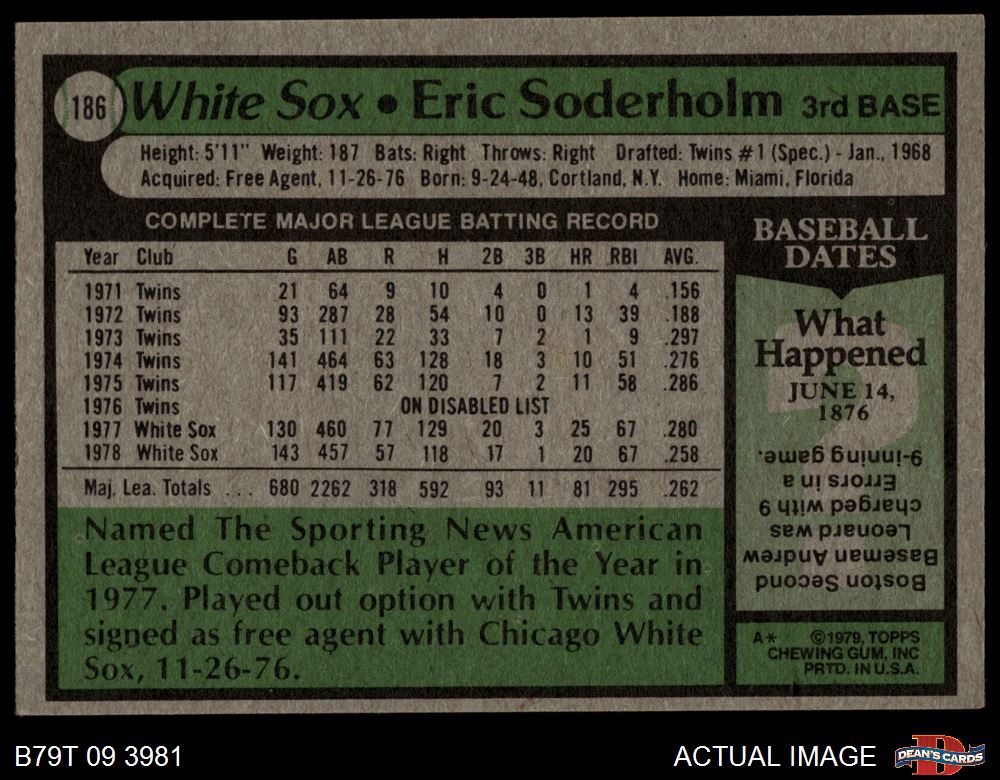 186 White Sox • Eric Soderholm 3rd BASE
Height: 5'11" Weight: 187 Bats: Right Throws: Right Drafted: Twins #1 (Spec.) - Jan., 1968
Acquired: Free Agent, 11-26-76 Born: 9-24-48, Cortland, N.Y. Home: Miami, Florida
COMPLETE MAJOR LEAGUE BATTING RECORD
Year Club G AB R H 2B 3B HR RBI AVG.
1971 Twins 21 64 9 10 4 0 1 4 .156
1972 Twins 93 287 28 54 10 0 13 39 .188
1973 Twins 35 111 22 33 7 2 1 9 .297
1974 Twins 141 464 63 128 18 3 10 51 .276
1975 Twins 117 419 62 120 7 2 11 58 .286
1976 Twins ON DISABLED LIST
1977 White Sox 130 460 77 129 20 3 25 67 .280
1978 White Sox 143 457 57 118 17 1 20 67 .258
Maj. Lea. Totals ... 680 2262 318 592 93 11 81 295 .262
Named The Sporting News American
League Comeback Player of the Year in
1977. Played out option with Twins and
signed as free agent with Chicago White
Sox, 11-26-76.
BASEBALL
DATES
What
Happened
JUNE 14,
1876
Boston Second
Baseman Andrew
Leonard was
charged with 9
Errors in a
9-inning game.
A* ©1979, TOPPS
CHEWING GUM, INC
PRTD. IN U.S.A.
B79T 09 3981
ACTUAL IMAGE
D
DEAN'S CARDS